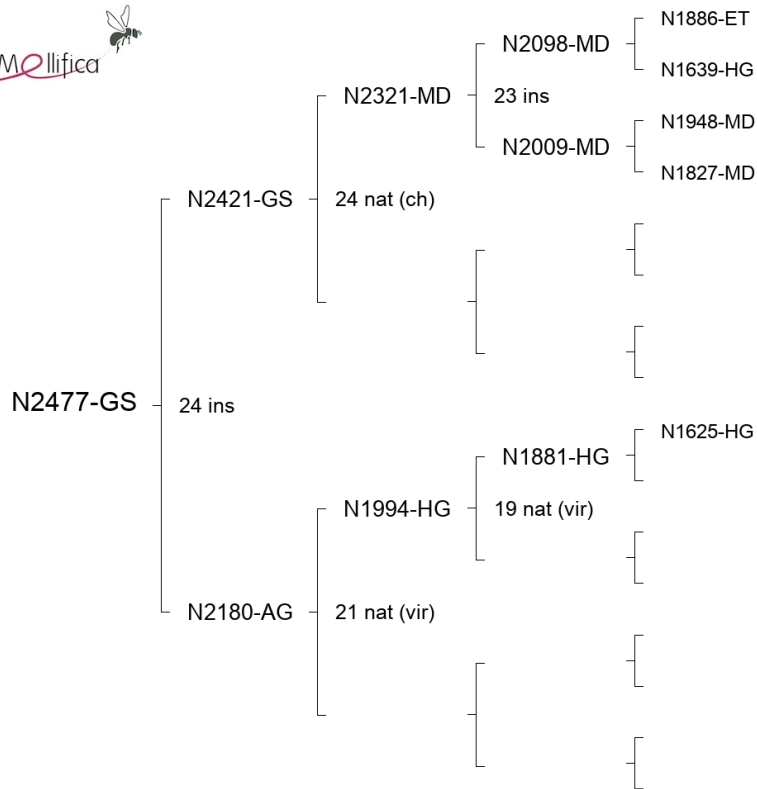 Mellifica
N1886-ET
N2098-MD
N1639-HG
N2321-MD
23 ins
N1948-MD
N2009-MD
N1827-MD
N2421-GS
24 nat (ch)
N2477-GS
24 ins
N1625-HG
N1881-HG
N1994-HG
19 nat (vir)
N2180-AG
21 nat (vir)